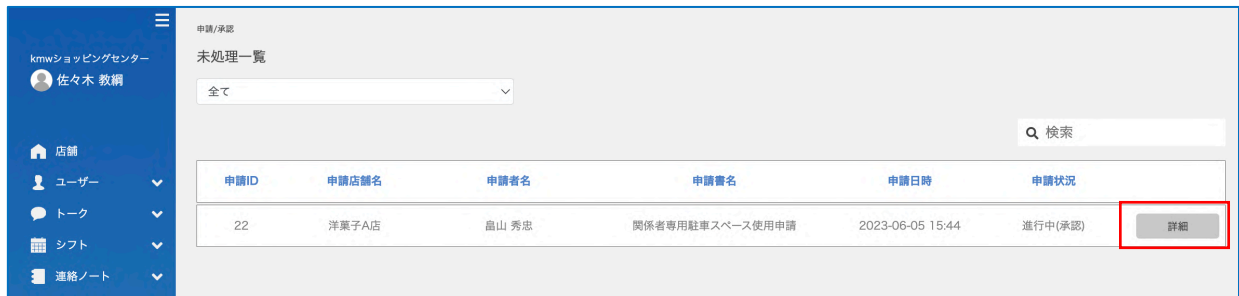 申請/承認
kmwショッピングセンター
佐々木 教綱
未処理一覧
全て
検索
店舗
ユーザー
トーク
シフト
連絡ノート
申請ID 申請店舗名 申請者名 申請書名 申請日時 申請状況
22 洋菓子A店 畠山 秀忠 関係者専用駐車スペース使用申請 2023-06-05 15:44 進行中(承認) 詳細